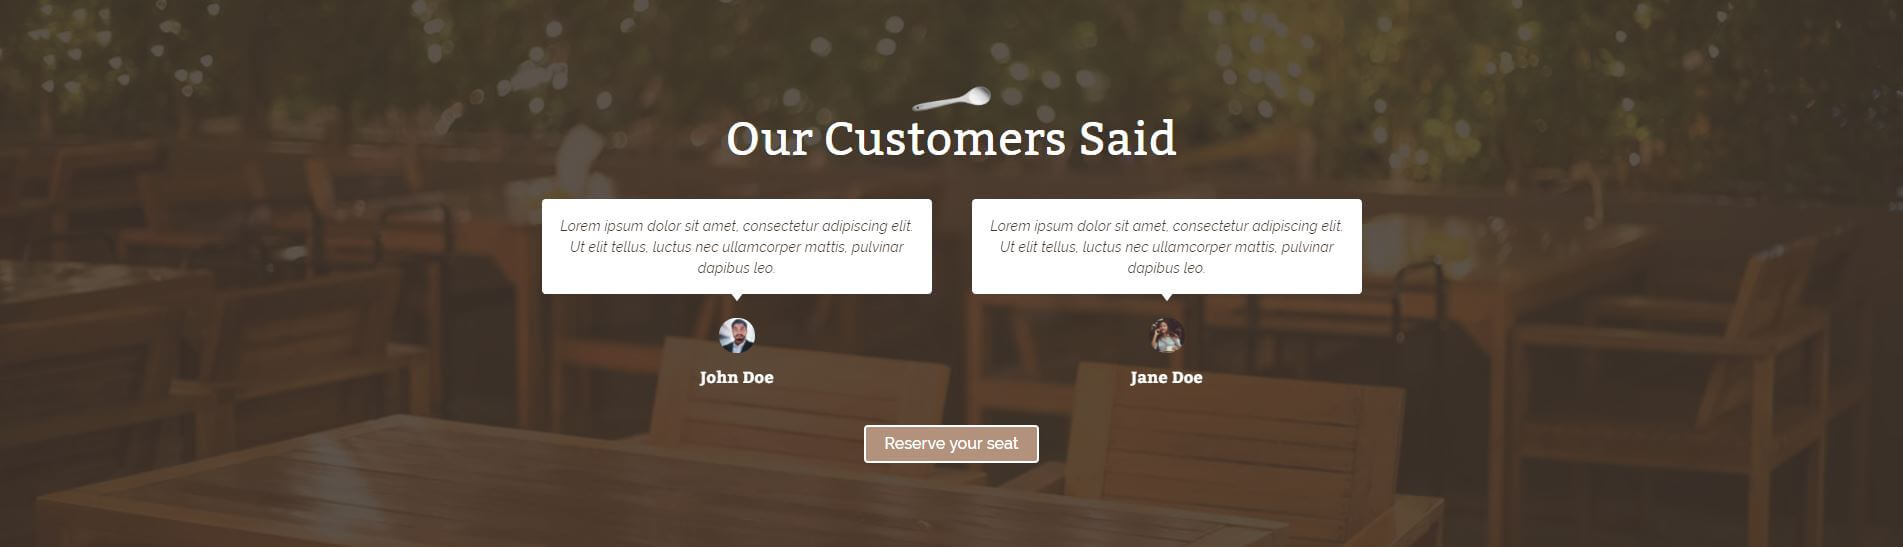 Our Customers Said
Lorem ipsum dolor sit amet, consectetur adipiscing elit.
Ut elit tellus, luctus nec ullamcorper mattis, pulvinar
dapibus leo.
John Doe
Lorem ipsum dolor sit amet, consectetur adipiscing elit.
Ut elit tellus, luctus nec ullamcorper mattis, pulvinar
dapibus leo.
Jane Doe
Reserve your seat